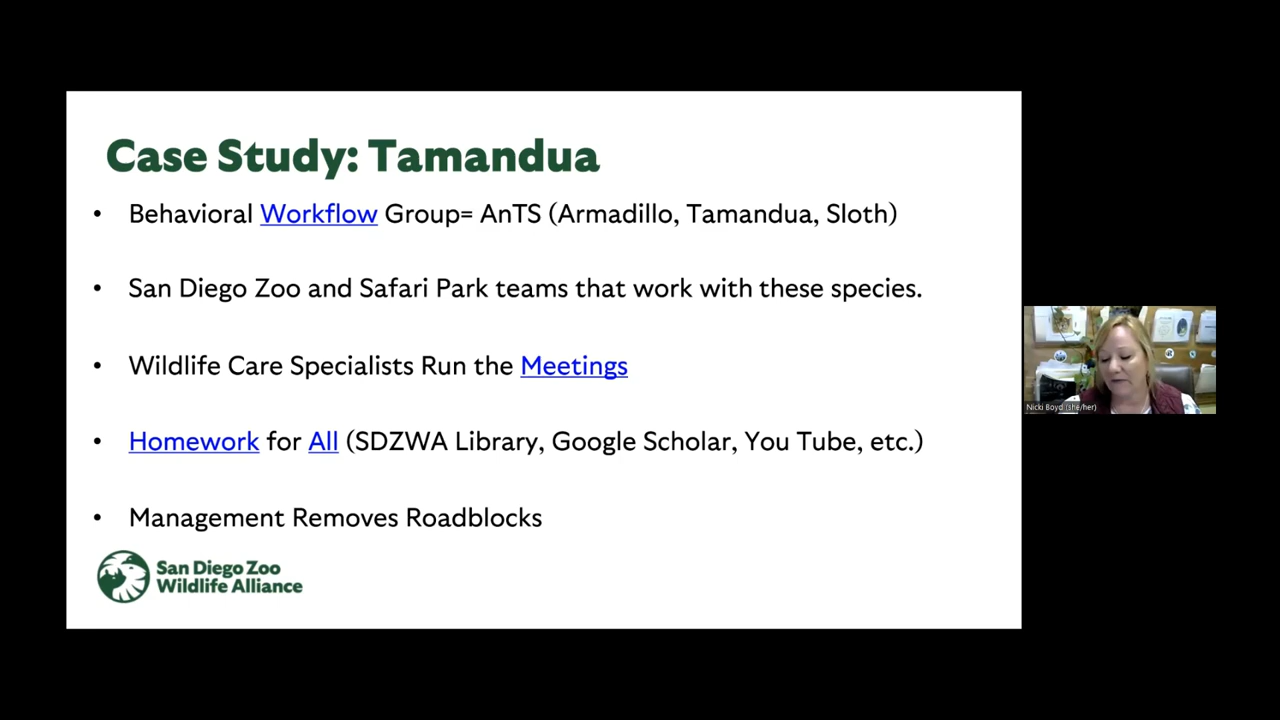 Case Study: Tamandua
• Behavioral Workflow Group= AnTS (Armadillo, Tamandua, Sloth)
• San Diego Zoo and Safari Park teams that work with these species.
• Wildlife Care Specialists Run the Meetings
• Homework for All (SDZWA Library, Google Scholar, You Tube, etc.)
• Management Removes Roadblocks
San Diego Zoo
Wildlife Alliance
Nicki Boyd (she/her)